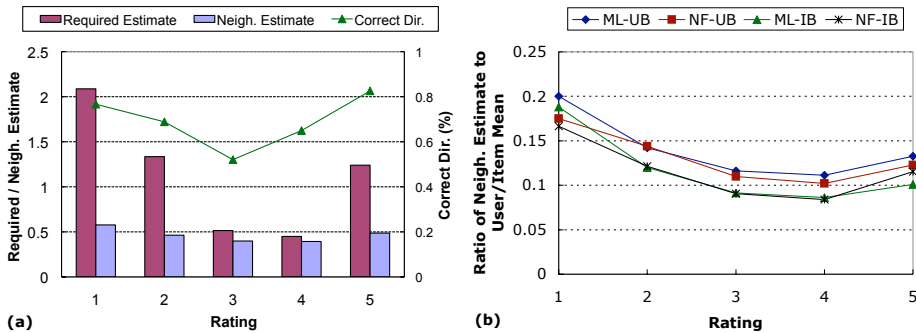 Required Estimate Neigh. Estimate Correct Dir.
Required / Neigh. Estimate
2.5
2
1.5
1
0.5
0
1
0.8
0.6
0.4
0.2
0
Correct Dir. (%)
1 2 3 4 5
Rating
(a)
ML-UB NF-UB ML-IB NF-IB
Ratio of Neigh. Estimate to
User/Item Mean
0.25
0.2
0.15
0.1
0.05
0
1 2 3 4 5
Rating
(b)